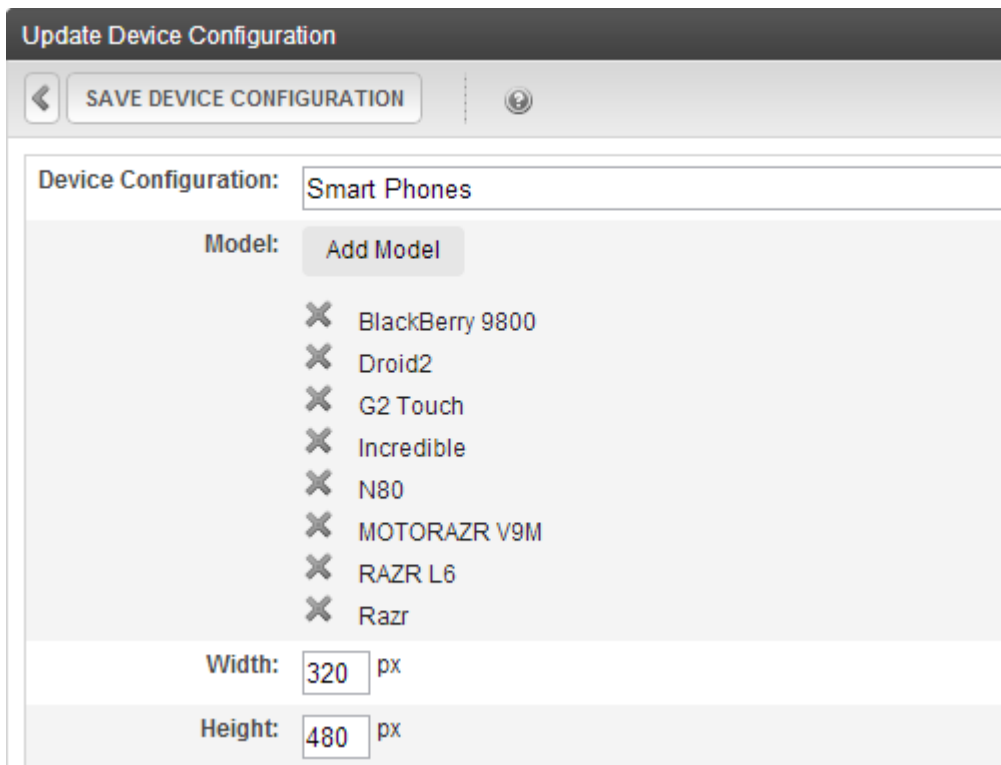 Update Device Configuration
SAVE DEVICE CONFIGURATION
Device Configuration: Smart Phones
Model: Add Model
BlackBerry 9800
Droid2
G2 Touch
Incredible
N80
MOTORAZR V9M
RAZR L6
Razr
Width: 320 px
Height: 480 px